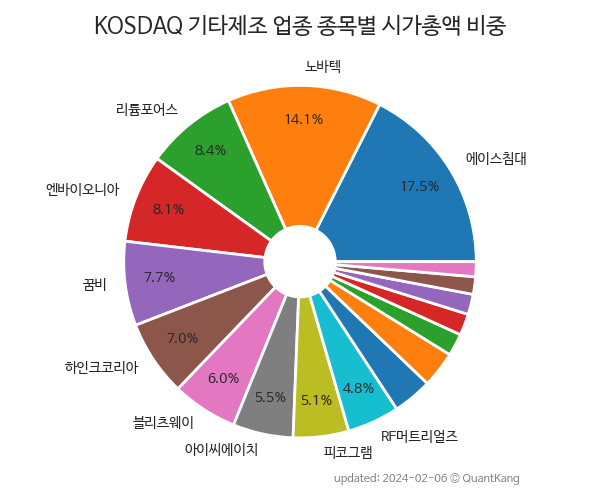 KOSDAQ 기타제조 업종 종목별 시가총액 비중
노바텍
14.1%
에이스침대
17.5%
리튬포어스
8.4%
엔바이오니아
8.1%
꿈비
7.7%
하인크코리아
7.0%
블리츠웨이
6.0%
아이씨에이치
5.5%
피코그램
5.1%
RF머트리얼즈
4.8%
updated: 2024-02-06 © QuantKang